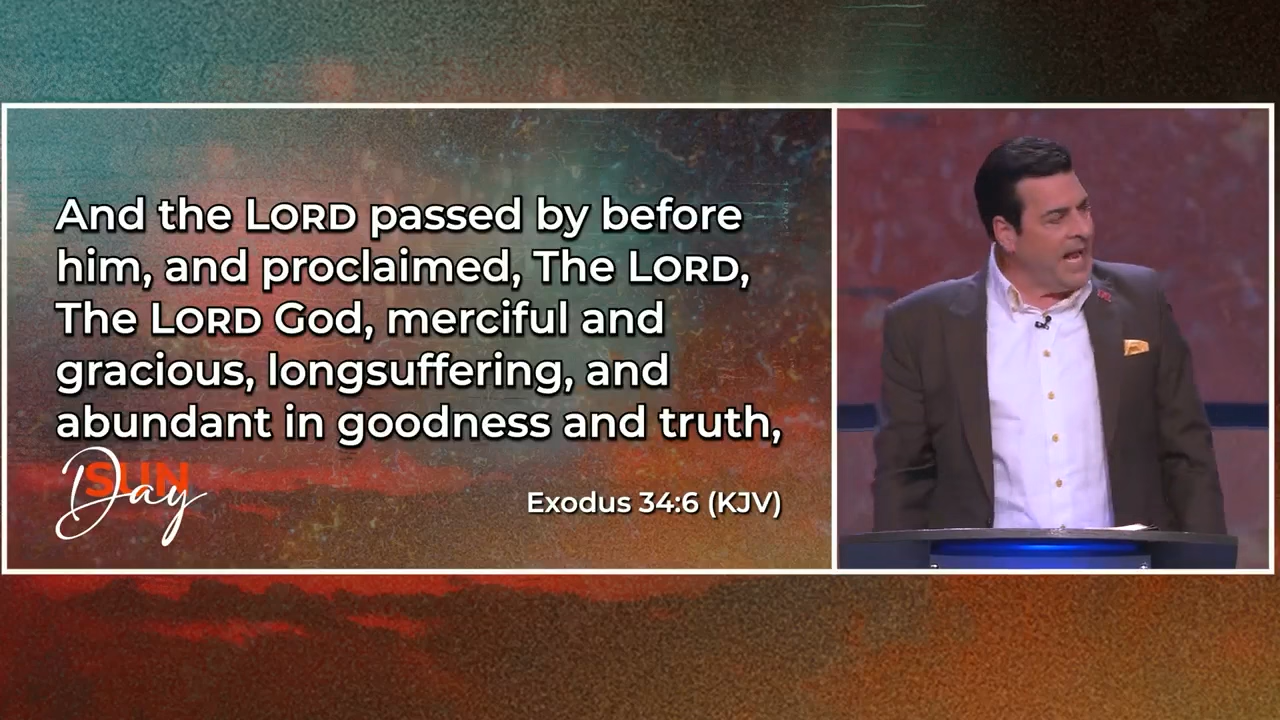 And the LORD passed by before
him, and proclaimed, The LORD,
The LORD God, merciful and
gracious, longsuffering, and
abundant in goodness and truth,
SUN
Day
Exodus 34:6 (KJV)